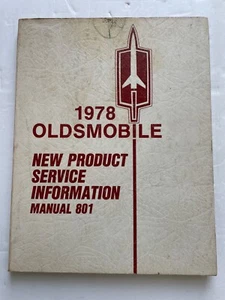 1978
OLDSMOBILE
NEW PRODUCT
SERVICE
INFORMATION
MANUAL 801